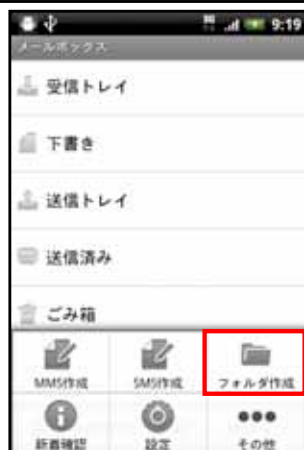 9:19
メールボックス
受信トレイ
下書き
送信トレイ
送信済み
ごみ箱
MMS作成
SMS作成
フォルダ作成
新着確認
設定
その他